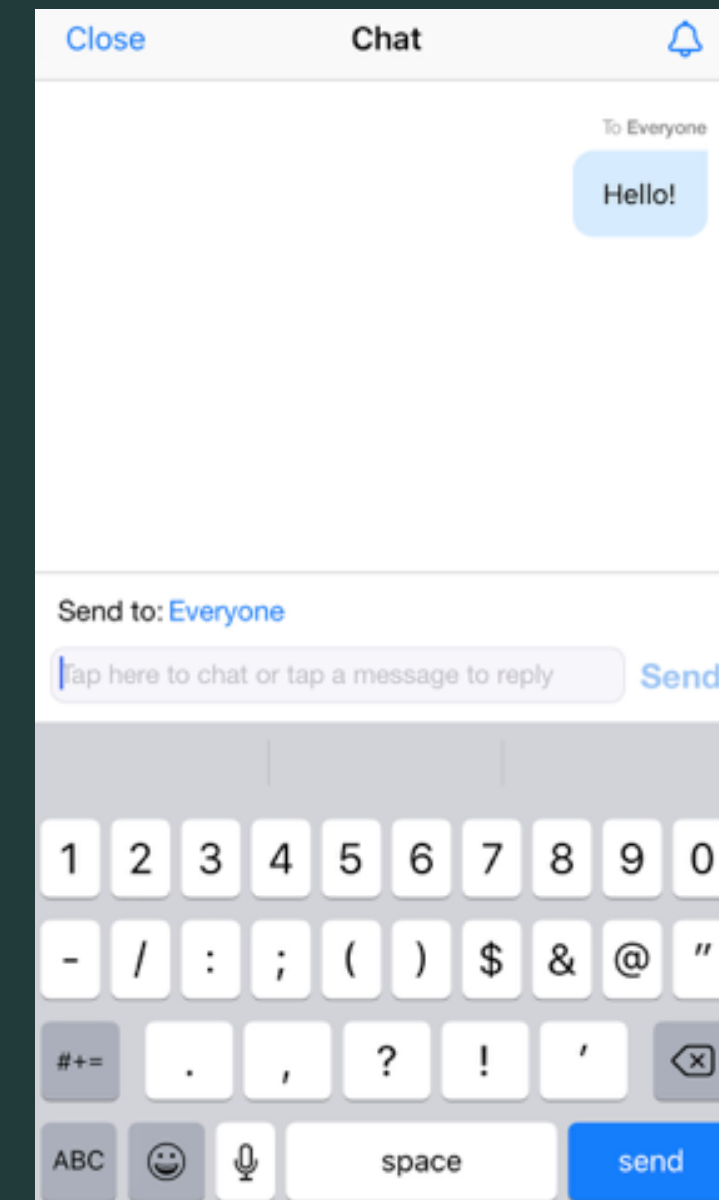 Close Chat
To Everyone
Hello!
Send to: Everyone
Tap here to chat or tap a message to reply Send
1 2 3 4 5 6 7 8 9 0
- / : ; ( ) $ & @ "
#+= . , ? ! '
ABC space send